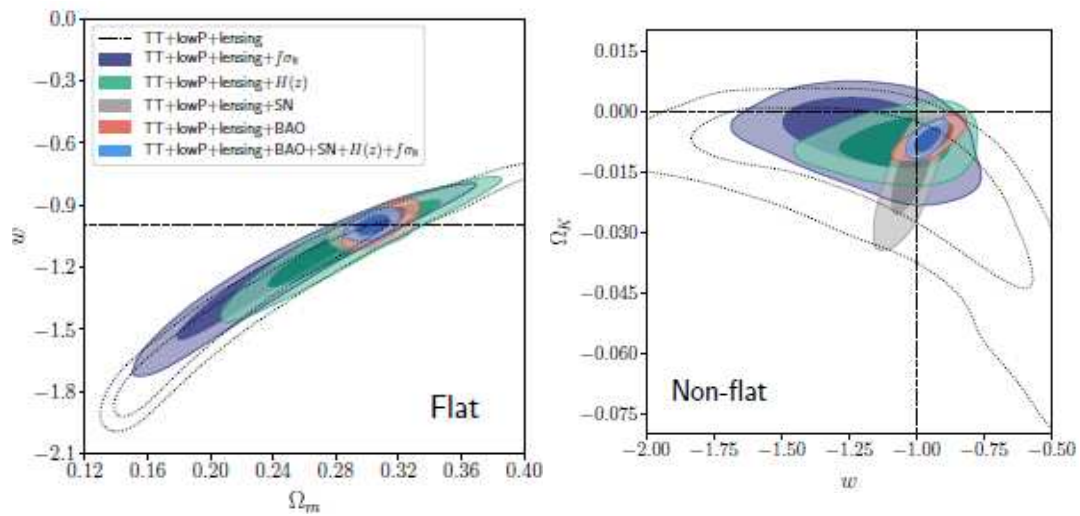 0.0
−0.3
−0.6
−0.9
−1.2
−1.5
−1.8
−2.1
w
TT+lowP+lensing
TT+lowP+lensing+fσ₈
TT+lowP+lensing+H(z)
TT+lowP+lensing+SN
TT+lowP+lensing+BAO
TT+lowP+lensing+BAO+SN+H(z)+fσ₈
Flat
0.12 0.16 0.20 0.24 0.28 0.32 0.36 0.40
Ωₘ
0.015
0.000
−0.015
−0.030
−0.045
−0.060
−0.075
Ω_K
Non-flat
−2.00 −1.75 −1.50 −1.25 −1.00 −0.75 −0.50
w